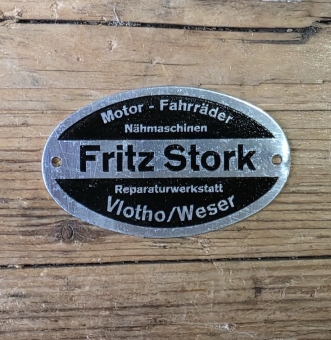 Motor - Fahrräder
Nähmaschinen
Fritz Stork
Reparaturwerkstatt
Vlotho/Weser